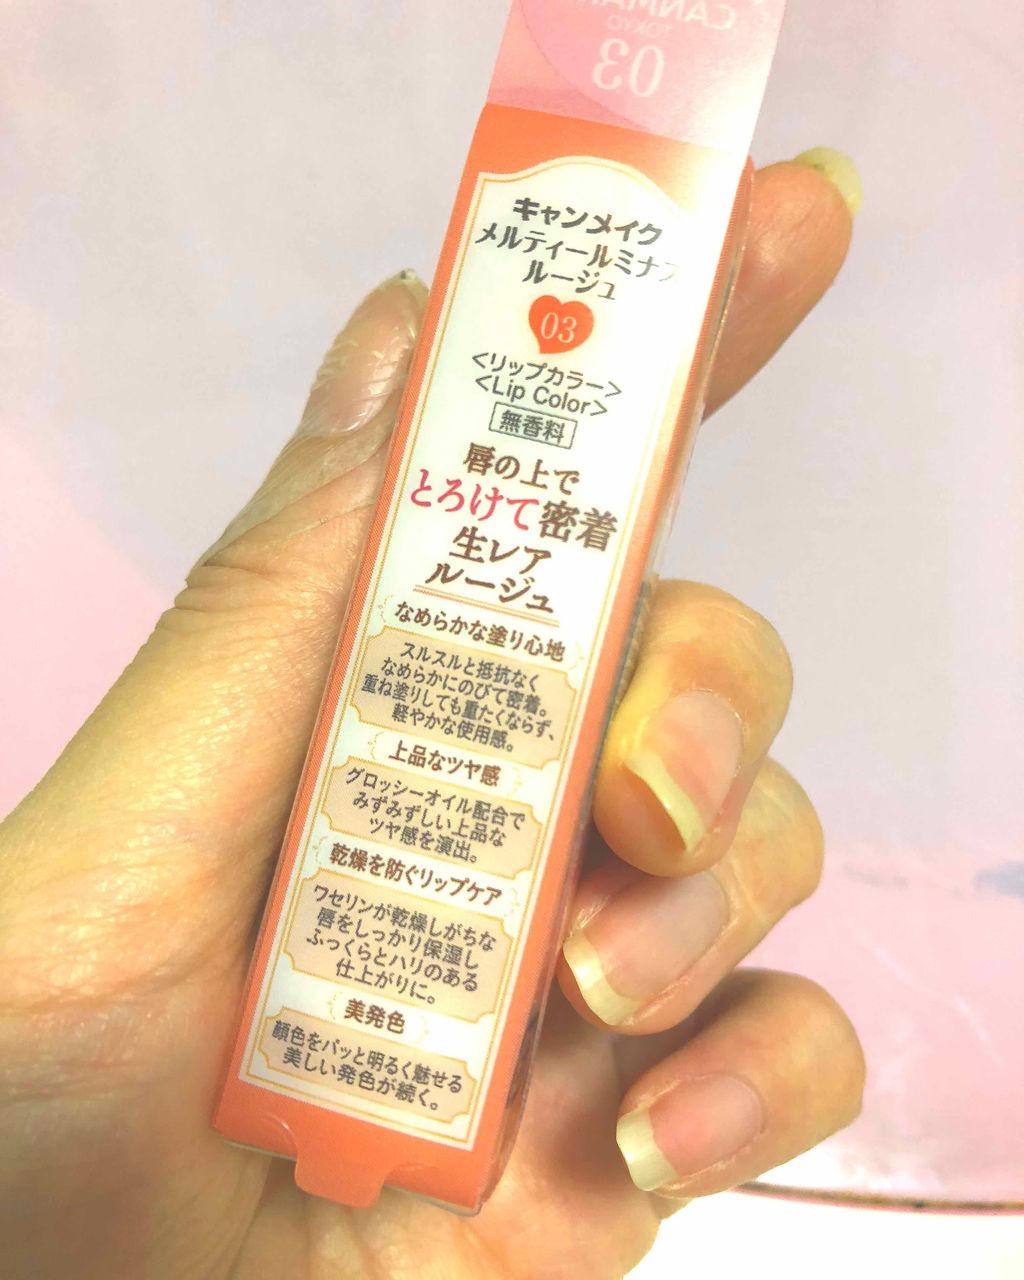 CANMAKE
TOKYO
03
キャンメイク
メルティールミナス
ルージュ
03
<リップカラー>
<Lip Color>
無香料
唇の上で
とろけて密着
生レア
ルージュ
なめらかな塗り心地
スルスルと抵抗なく
なめらかにのびて密着。
重ね塗りしても重たくならず、
軽やかな使用感。
上品なツヤ感
グロッシーオイル配合で
みずみずしい上品な
ツヤ感を演出。
乾燥を防ぐリップケア
ワセリンが乾燥しがちな
唇をしっかり保湿し
ふっくらとハリのある
仕上がりに。
美発色
顔色をパッと明るく魅せる
美しい発色が続く。